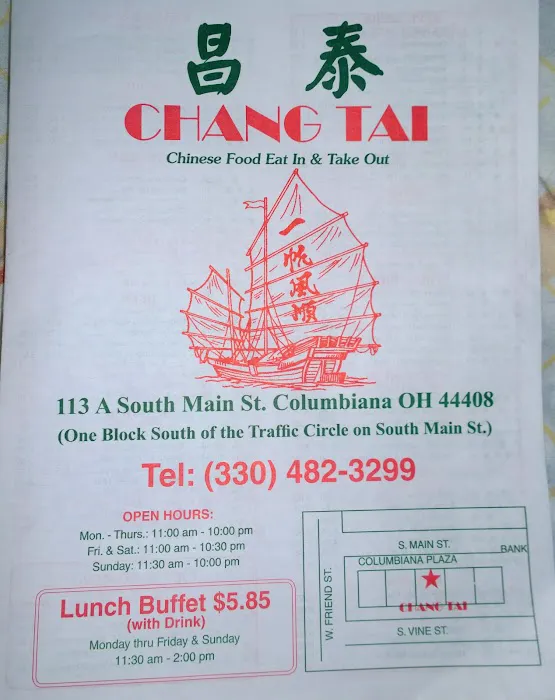 昌 泰
CHANG TAI
Chinese Food Eat In & Take Out
一帆風順
113 A South Main St. Columbiana OH 44408
(One Block South of the Traffic Circle on South Main St.)
Tel: (330) 482-3299
OPEN HOURS:
Mon. - Thurs.: 11:00 am - 10:00 pm
Fri. & Sat.: 11:00 am - 10:30 pm
Sunday: 11:30 am - 10:00 pm
Lunch Buffet $5.85
(with Drink)
Monday thru Friday & Sunday
11:30 am - 2:00 pm
W. FRIEND ST.
S. MAIN ST.
BANK
COLUMBIANA PLAZA
CHANG TAI
S. VINE ST.